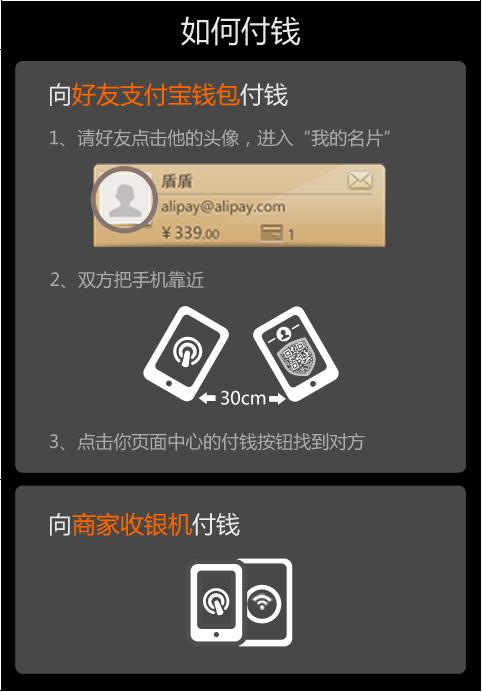 如何付钱
向好友支付宝钱包付钱
1、请好友点击他的头像，进入“我的名片”
盾盾
alipay@alipay.com
¥339.00 1
2、双方把手机靠近
30cm
3、点击你页面中心的付钱按钮找到对方
向商家收银机付钱